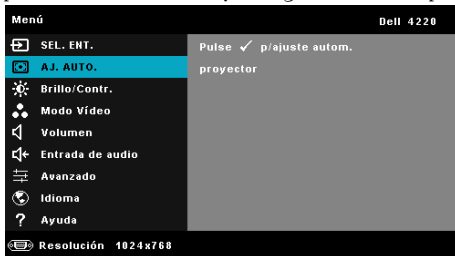 Menú Dell 4220
SEL. ENT. Pulse ✓ p/ajuste autom.
AJ. AUTO. proyector
Brillo/Contr.
Modo Vídeo
Volumen
Entrada de audio
Avanzado
Idioma
? Ayuda
Resolución 1024x768